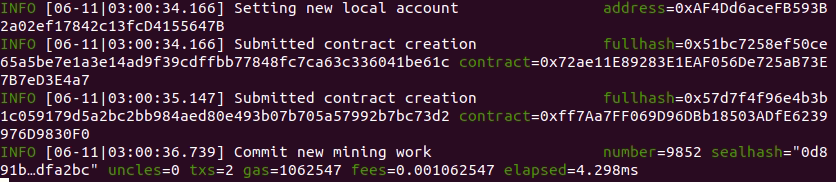 INFO [06-11|03:00:34.166] Setting new local account address=0xAF4Dd6aceFB593B
2a02ef17842c13fcD4155647B
INFO [06-11|03:00:34.166] Submitted contract creation fullhash=0x51bc7258ef50ce
65a5be7e1a3e14ad9f39cdffbb77848fc7ca63c336041be61c contract=0x72ae11E89283E1EAF056De725aB73E
7B7eD3E4a7
INFO [06-11|03:00:35.147] Submitted contract creation fullhash=0x57d7f4f96e4b3b
1c059179d5a2bc2bb984aed80e493b07b705a57992b7bc73d2 contract=0xff7Aa7FF069D96DBb18503ADfE6239
976D9830F0
INFO [06-11|03:00:36.739] Commit new mining work number=9852 sealhash="0d8
91b…dfa2bc" uncles=0 txs=2 gas=1062547 fees=0.001062547 elapsed=4.298ms